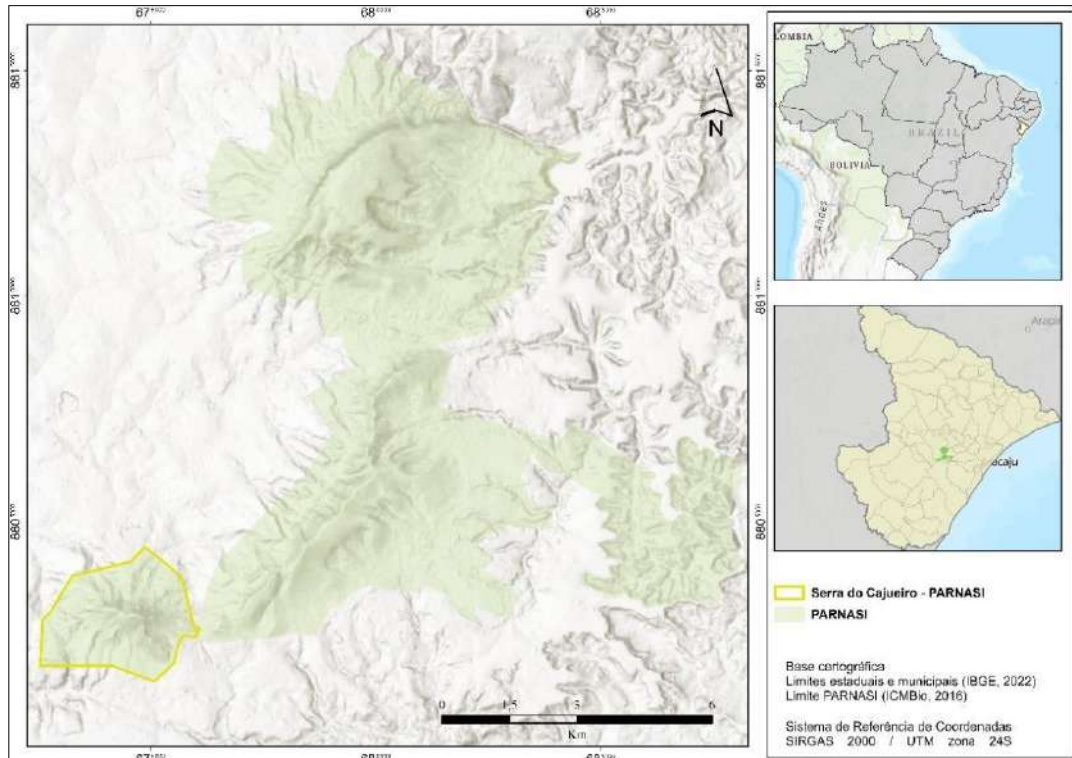 N
0 1,5 3 6
Km
LOMBIA
BRAZIL
BOLIVIA
Andes
acaju
Serra do Cajueiro - PARNASI
PARNASI
Base cartográfica
Limites estaduais e municipais (IBGE, 2022)
Limite PARNASI (ICMBio, 2016)
Sistema de Referência de Coordenadas
SIRGAS 2000 / UTM zona 24S